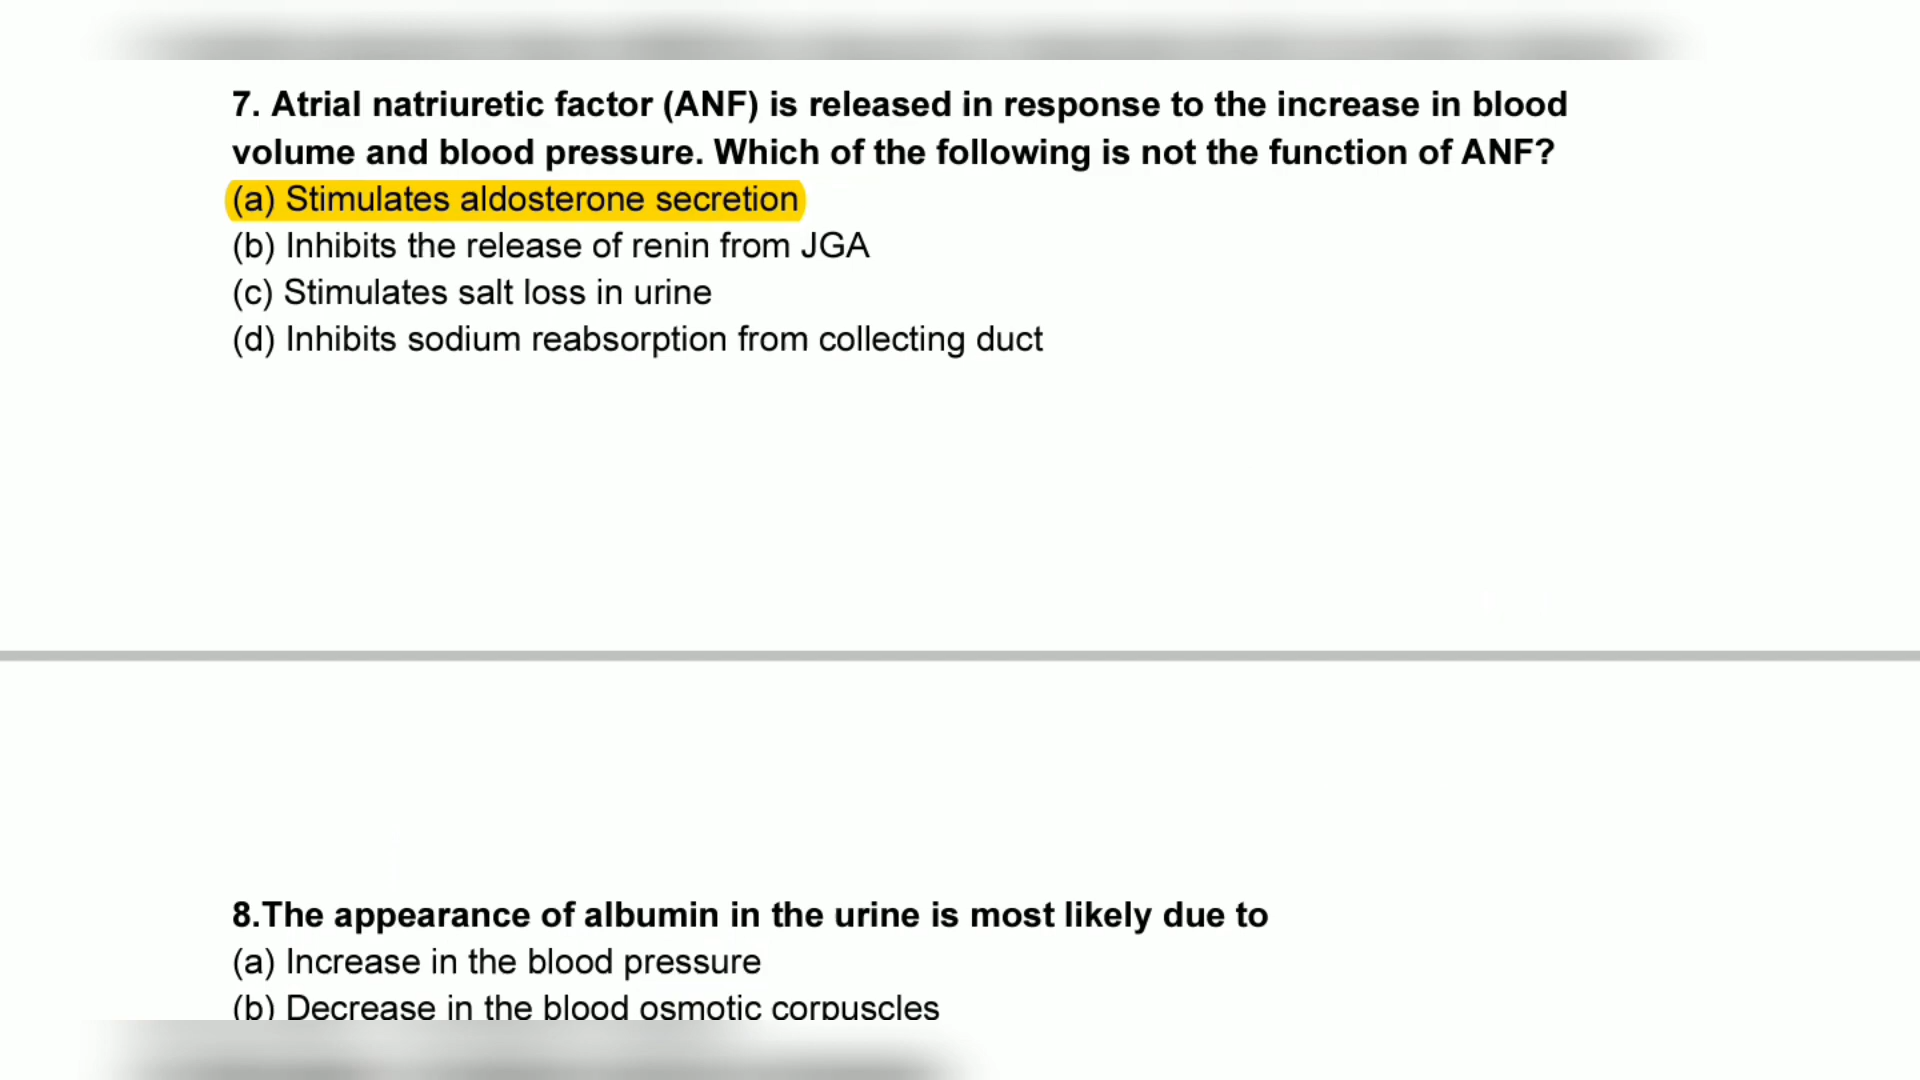 7. Atrial natriuretic factor (ANF) is released in response to the increase in blood
volume and blood pressure. Which of the following is not the function of ANF?
(a) Stimulates aldosterone secretion
(b) Inhibits the release of renin from JGA
(c) Stimulates salt loss in urine
(d) Inhibits sodium reabsorption from collecting duct
8.The appearance of albumin in the urine is most likely due to
(a) Increase in the blood pressure
(b) Decrease in the blood osmotic corpuscles